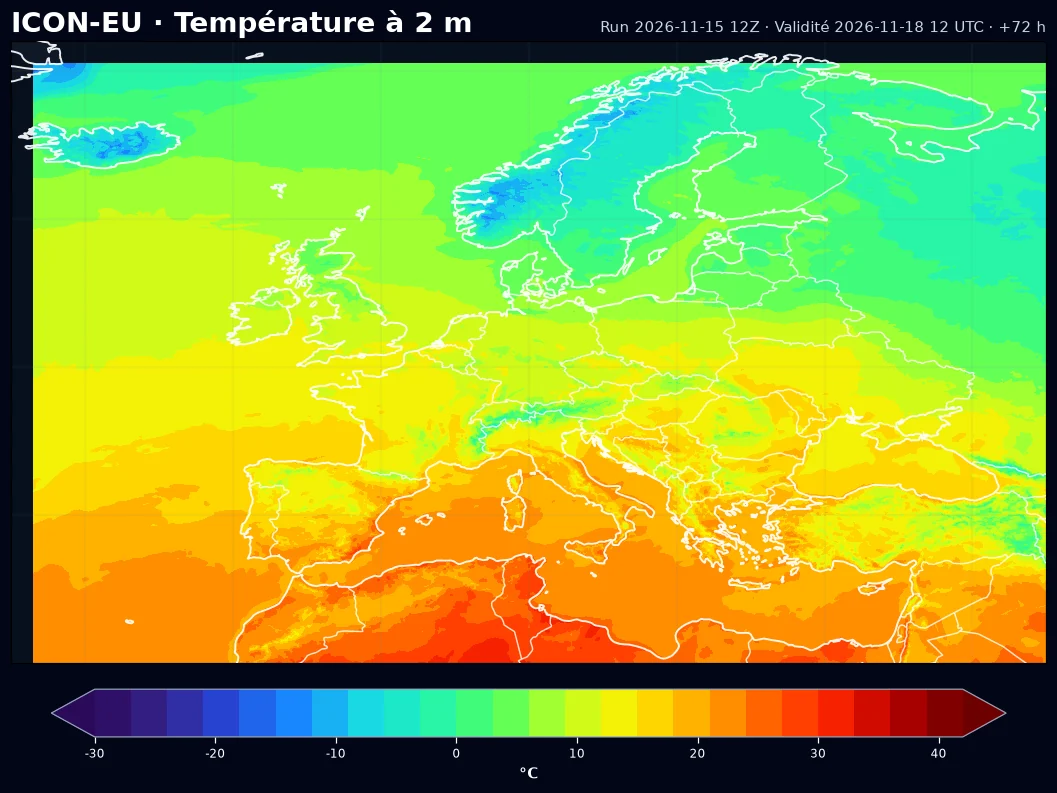 ICON-EU · Température à 2 m
Run 2026-11-15 12Z · Validité 2026-11-18 12 UTC · +72 h
-30 -20 -10 0 10 20 30 40
°C